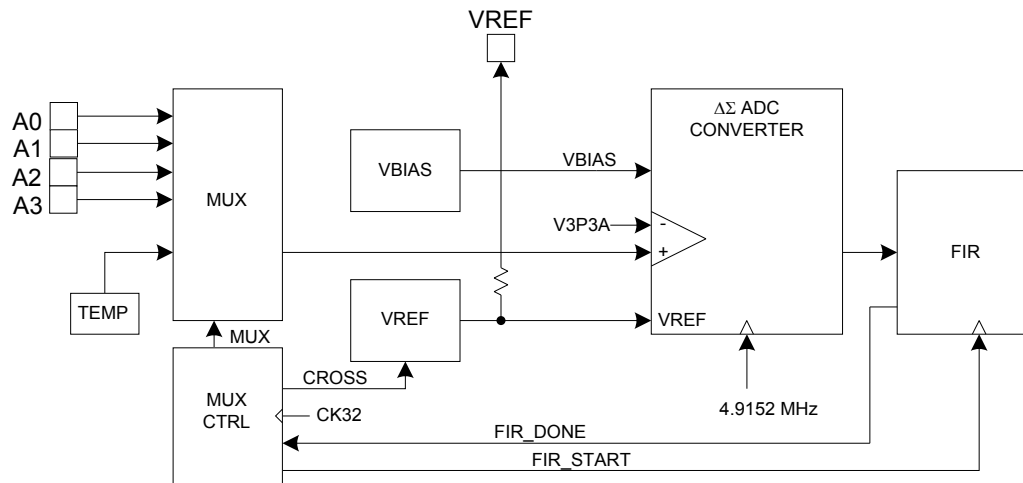 VREF
A0
A1
A2
A3
MUX
TEMP
VBIAS
VBIAS
V3P3A
-
+
ΔΣ ADC
CONVERTER
FIR
VREF
VREF
MUX
MUX
CTRL
CROSS
CK32
4.9152 MHz
FIR_DONE
FIR_START